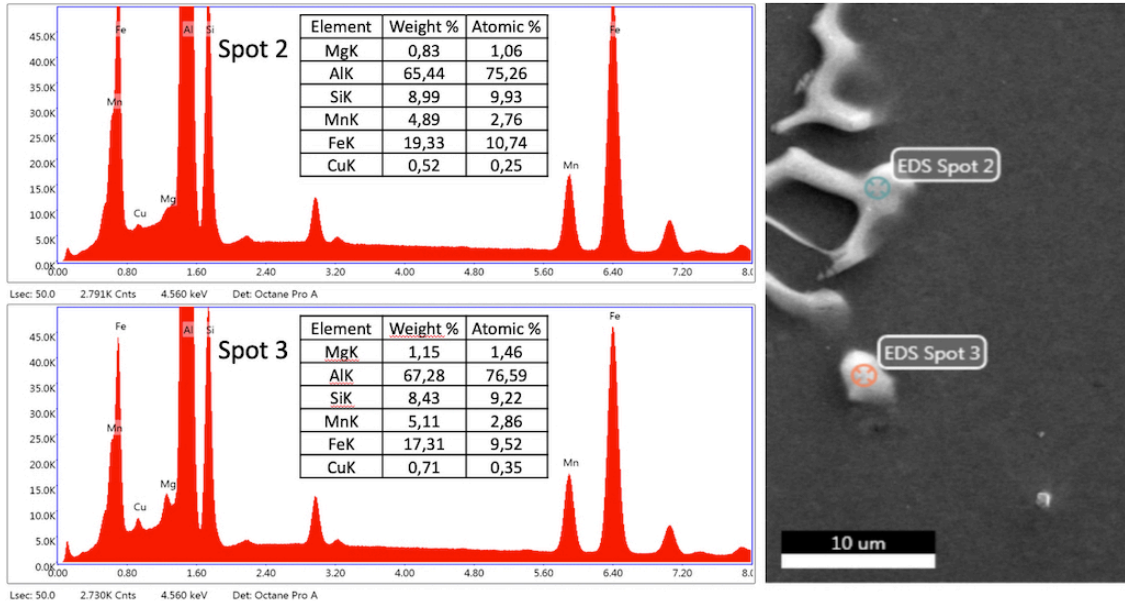 45.0K
40.0K
35.0K
30.0K
25.0K
20.0K
15.0K
10.0K
5.0K
0.0K
Fe
Al
Si
Mn
Cu
Mg
Mn
Fe
Spot 2
Element Weight % Atomic %
MgK 0,83 1,06
AlK 65,44 75,26
SiK 8,99 9,93
MnK 4,89 2,76
FeK 19,33 10,74
CuK 0,52 0,25
0.00 0.80 1.60 2.40 3.20 4.00 4.80 5.60 6.40 7.20 8.0
Lsec: 50.0 2.791K Cnts 4.560 keV Det: Octane Pro A
45.0K
40.0K
35.0K
30.0K
25.0K
20.0K
15.0K
10.0K
5.0K
0.0K
Fe
Al
Si
Mn
Cu
Mg
Mn
Fe
Spot 3
Element Weight % Atomic %
MgK 1,15 1,46
AlK 67,28 76,59
SiK 8,43 9,22
MnK 5,11 2,86
FeK 17,31 9,52
CuK 0,71 0,35
0.00 0.80 1.60 2.40 3.20 4.00 4.80 5.60 6.40 7.20 8.0
Lsec: 50.0 2.730K Cnts 4.560 keV Det: Octane Pro A
EDS Spot 2
EDS Spot 3
10 um